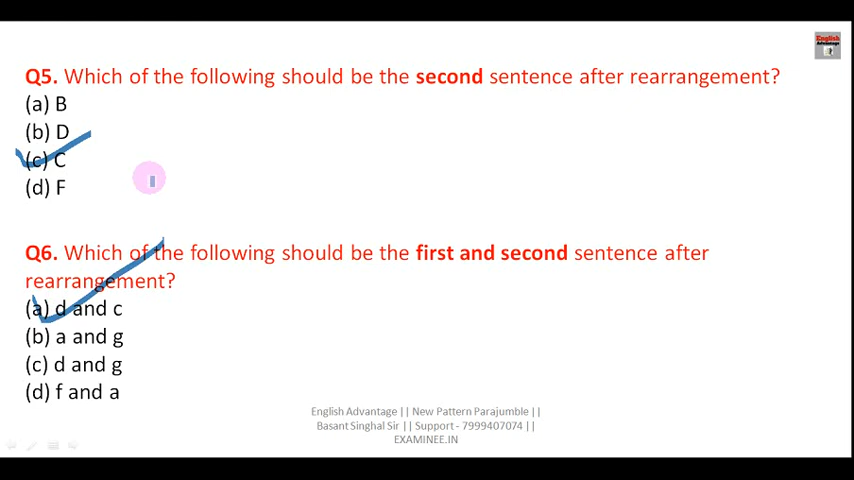 English
Advantage
Q5. Which of the following should be the second sentence after rearrangement?
(a) B
(b) D
(c) C
(d) F
Q6. Which of the following should be the first and second sentence after
rearrangement?
(a) d and c
(b) a and g
(c) d and g
(d) f and a
English Advantage || New Pattern Parajumble ||
Basant Singhal Sir || Support - 7999407074 ||
EXAMINEE.IN